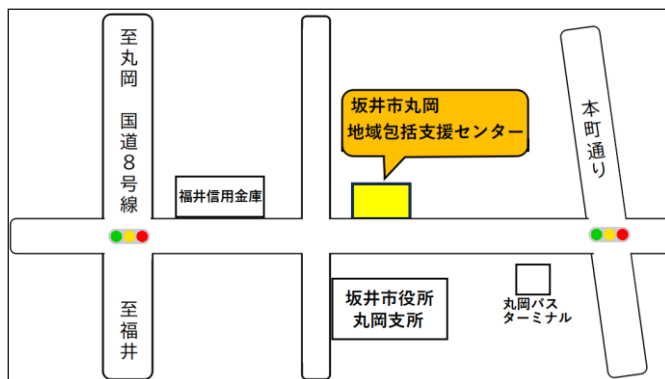 至丸岡 国道8号線
至福井
福井信用金庫
坂井市丸岡
地域包括支援センター
本町通り
坂井市役所
丸岡支所
丸岡バス
ターミナル